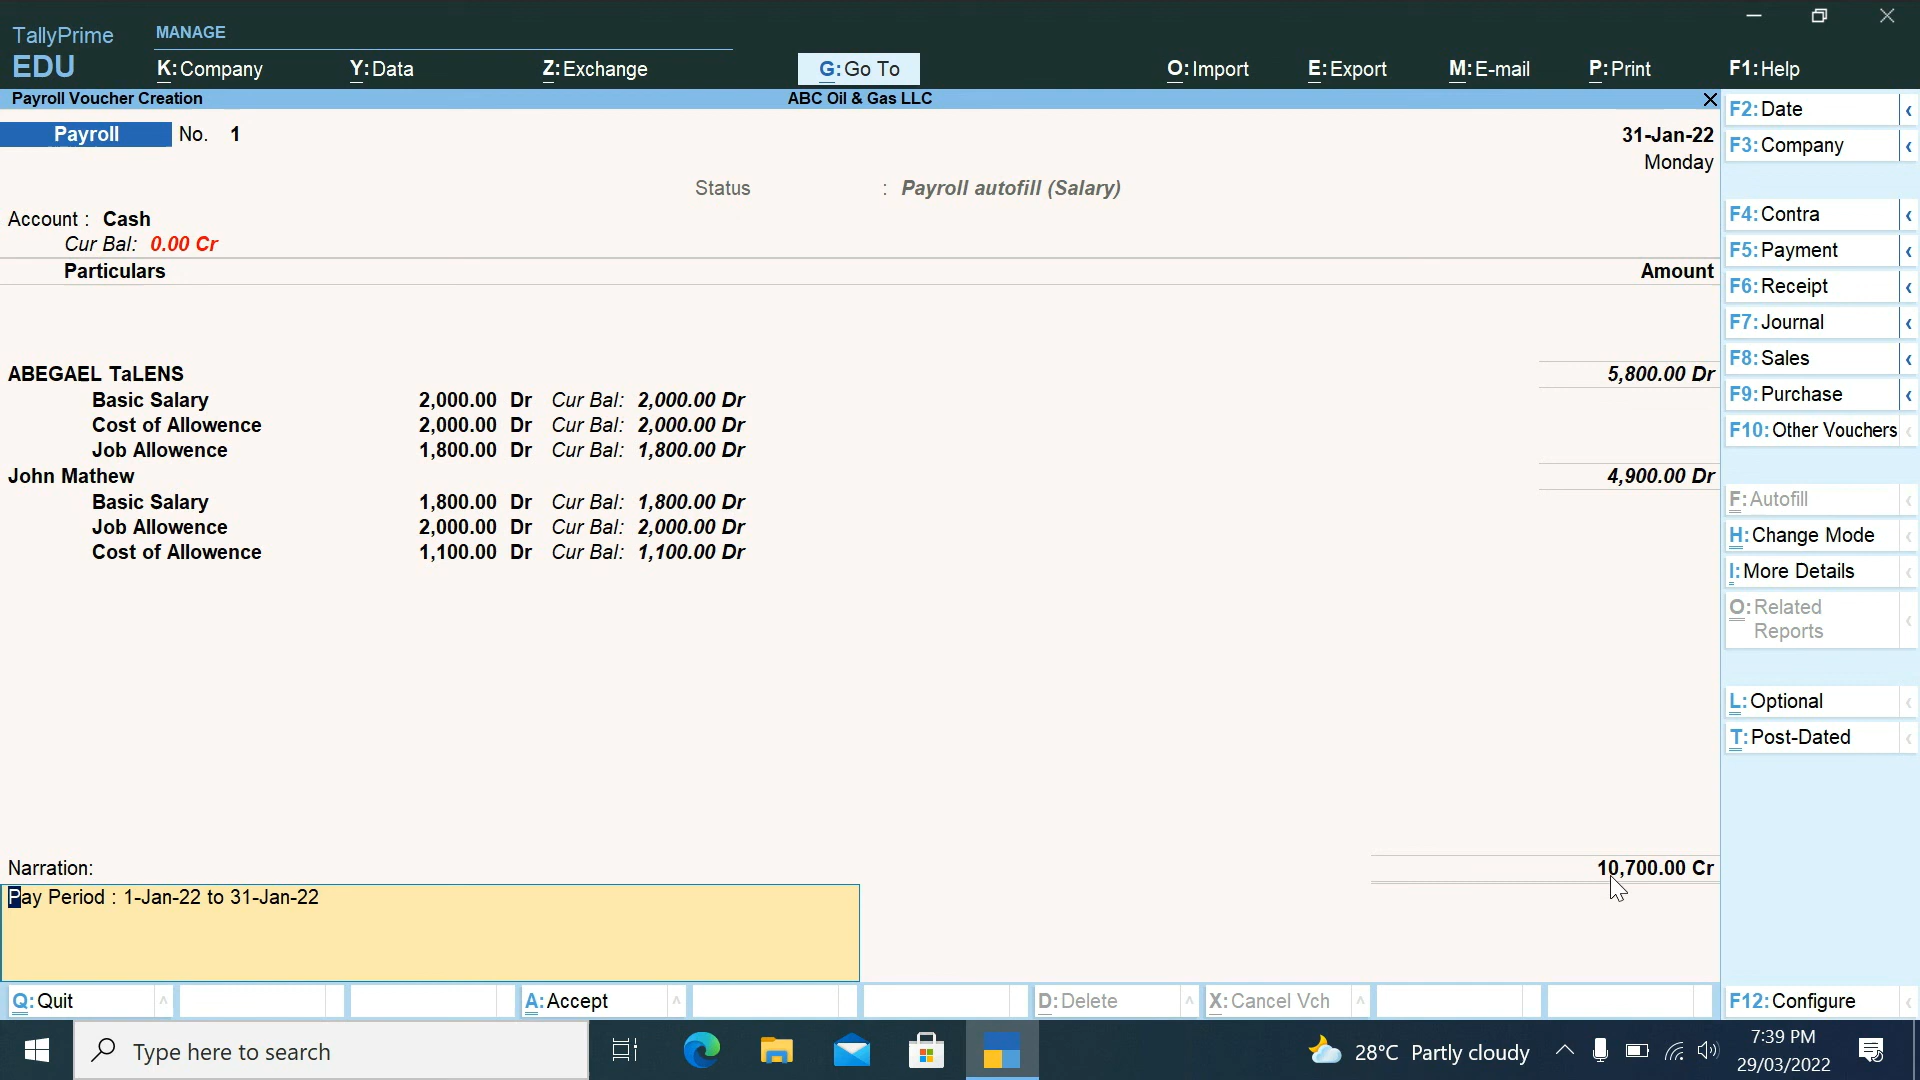 TallyPrime
EDU
MANAGE
K: Company
Y: Data
Z: Exchange
G: Go To
O: Import
E: Export
M: E-mail
P: Print
F1: Help
Payroll Voucher Creation
ABC Oil & Gas LLC
Payroll No. 1
31-Jan-22
Monday
Status : Payroll autofill (Salary)
Account : Cash
Cur Bal: 0.00 Cr
Particulars Amount
ABEGAEL TaLENS 5,800.00 Dr
Basic Salary 2,000.00 Dr Cur Bal: 2,000.00 Dr
Cost of Allowence 2,000.00 Dr Cur Bal: 2,000.00 Dr
Job Allowence 1,800.00 Dr Cur Bal: 1,800.00 Dr
John Mathew 4,900.00 Dr
Basic Salary 1,800.00 Dr Cur Bal: 1,800.00 Dr
Job Allowence 2,000.00 Dr Cur Bal: 2,000.00 Dr
Cost of Allowence 1,100.00 Dr Cur Bal: 1,100.00 Dr
Narration: 10,700.00 Cr
Pay Period : 1-Jan-22 to 31-Jan-22
F2: Date
F3: Company
F4: Contra
F5: Payment
F6: Receipt
F7: Journal
F8: Sales
F9: Purchase
F10: Other Vouchers
F: Autofill
H: Change Mode
I: More Details
O: Related
Reports
L: Optional
T: Post-Dated
F12: Configure
Q: Quit
A: Accept
D: Delete
X: Cancel Vch
Type here to search
28°C Partly cloudy
7:39 PM
29/03/2022